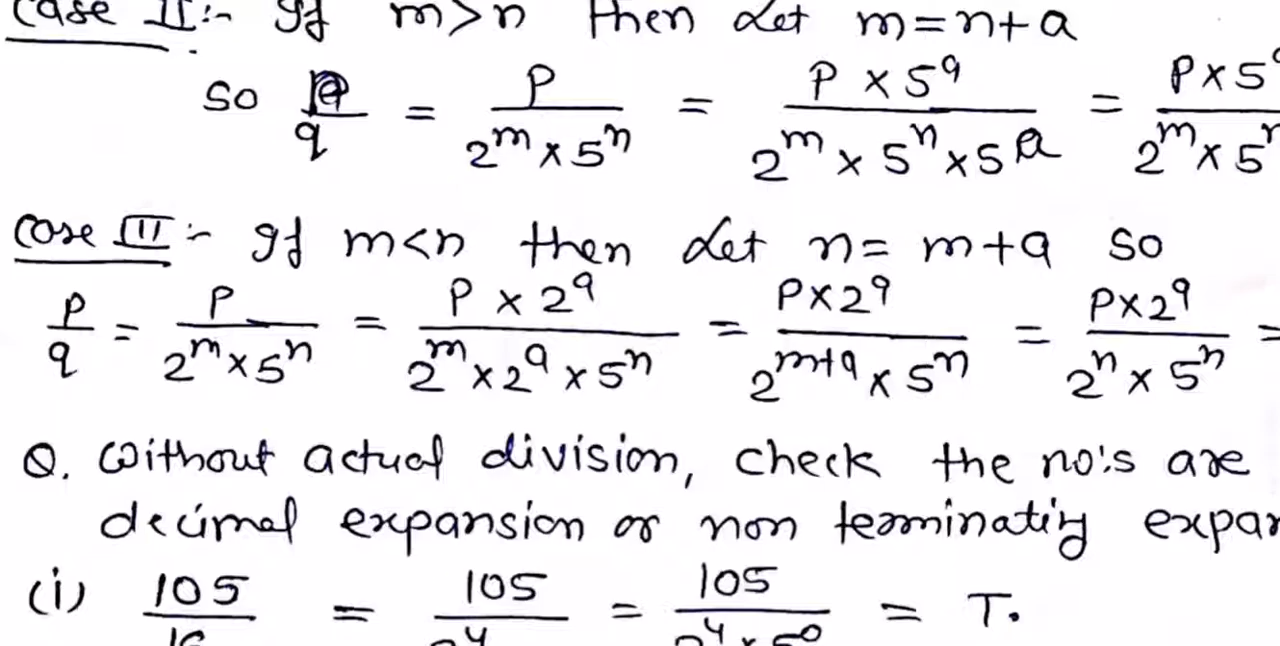 Case II:- If m>n then Let m=n+a
So p/q = P/(2^m × 5^n) = (P × 5^a)/(2^m × 5^n × 5^a) = (P×5
Case III:- If m<n then Let n= m+a so
p/q = P/(2^m × 5^n) = (P × 2^a)/(2^m × 2^a × 5^n) = (P×2^a)/(2^(m+a) × 5^n) = (P×2^a)/(2^n × 5^n) =
Q. Without actual division, check the no's are
decimal expansion or non terminating expan
(i) 105/16 = 105/2^4 = 105/(2^4 × 5^0) = T.